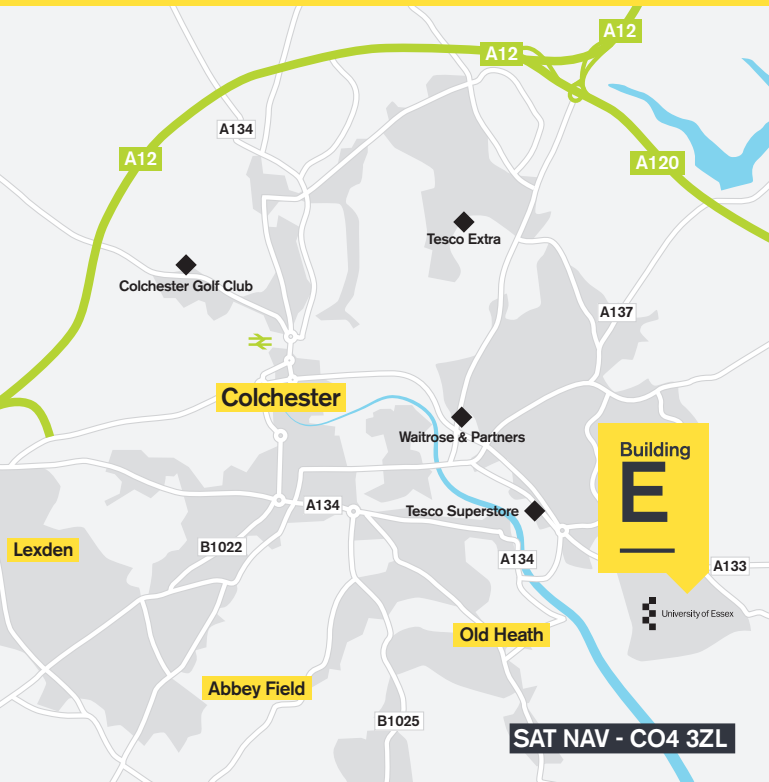 A12
A12
A134
A12
A120
Tesco Extra
Colchester Golf Club
A137
Colchester
Waitrose & Partners
Building
E
A134
Tesco Superstore
Lexden
B1022
A134
A133
University of Essex
Old Heath
Abbey Field
B1025
SAT NAV - CO4 3ZL